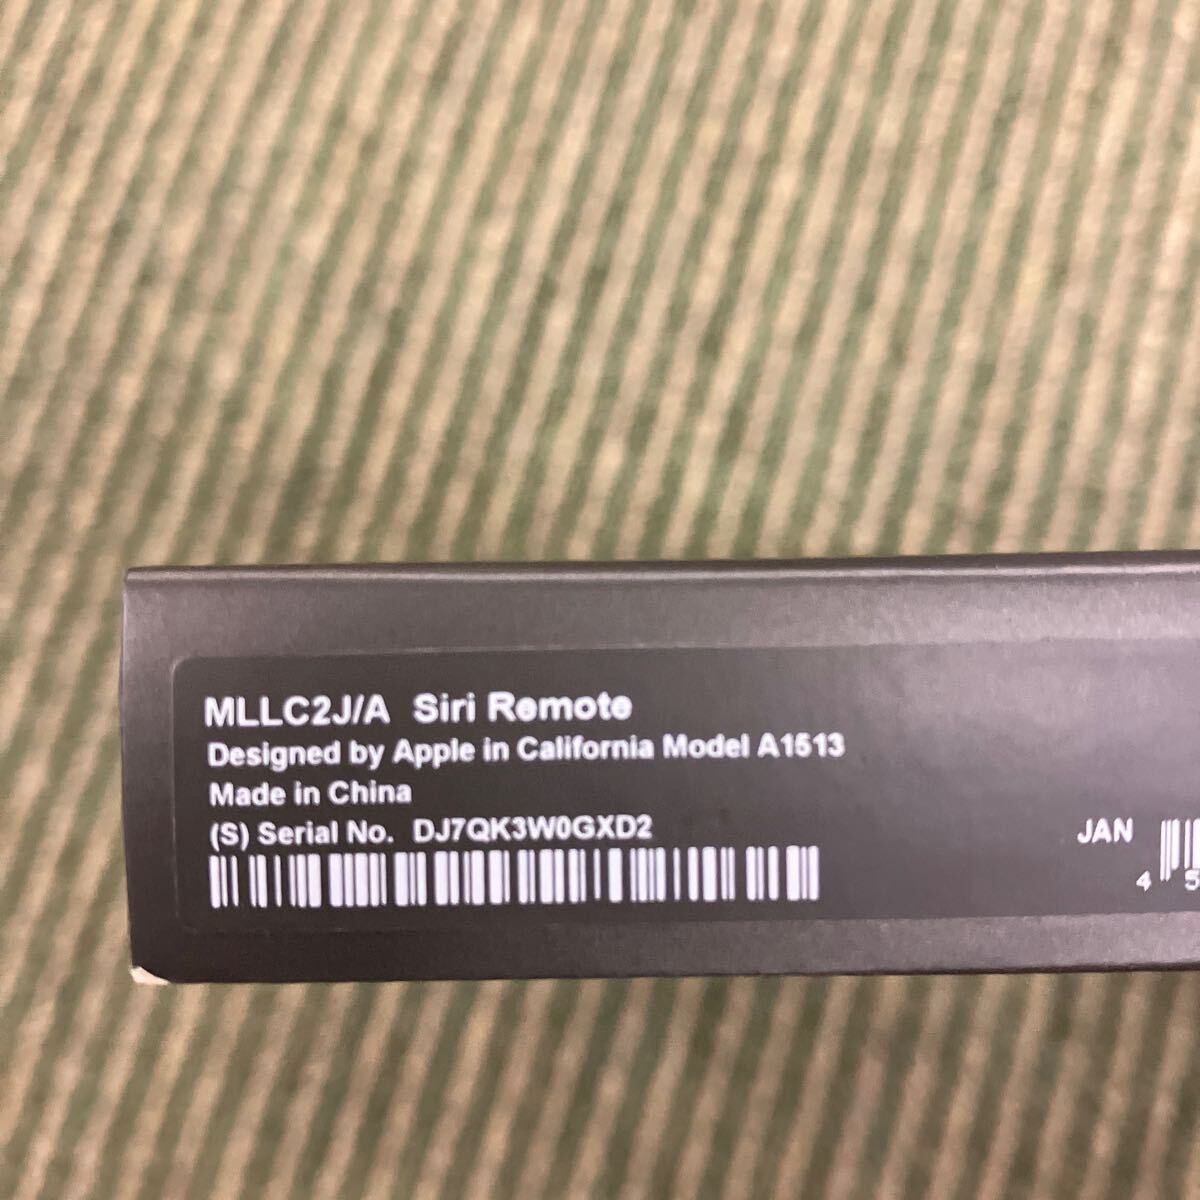 MLLC2J/A Siri Remote
Designed by Apple in California Model A1513
Made in China
(S) Serial No. DJ7QK3W0GXD2
JAN
4 5